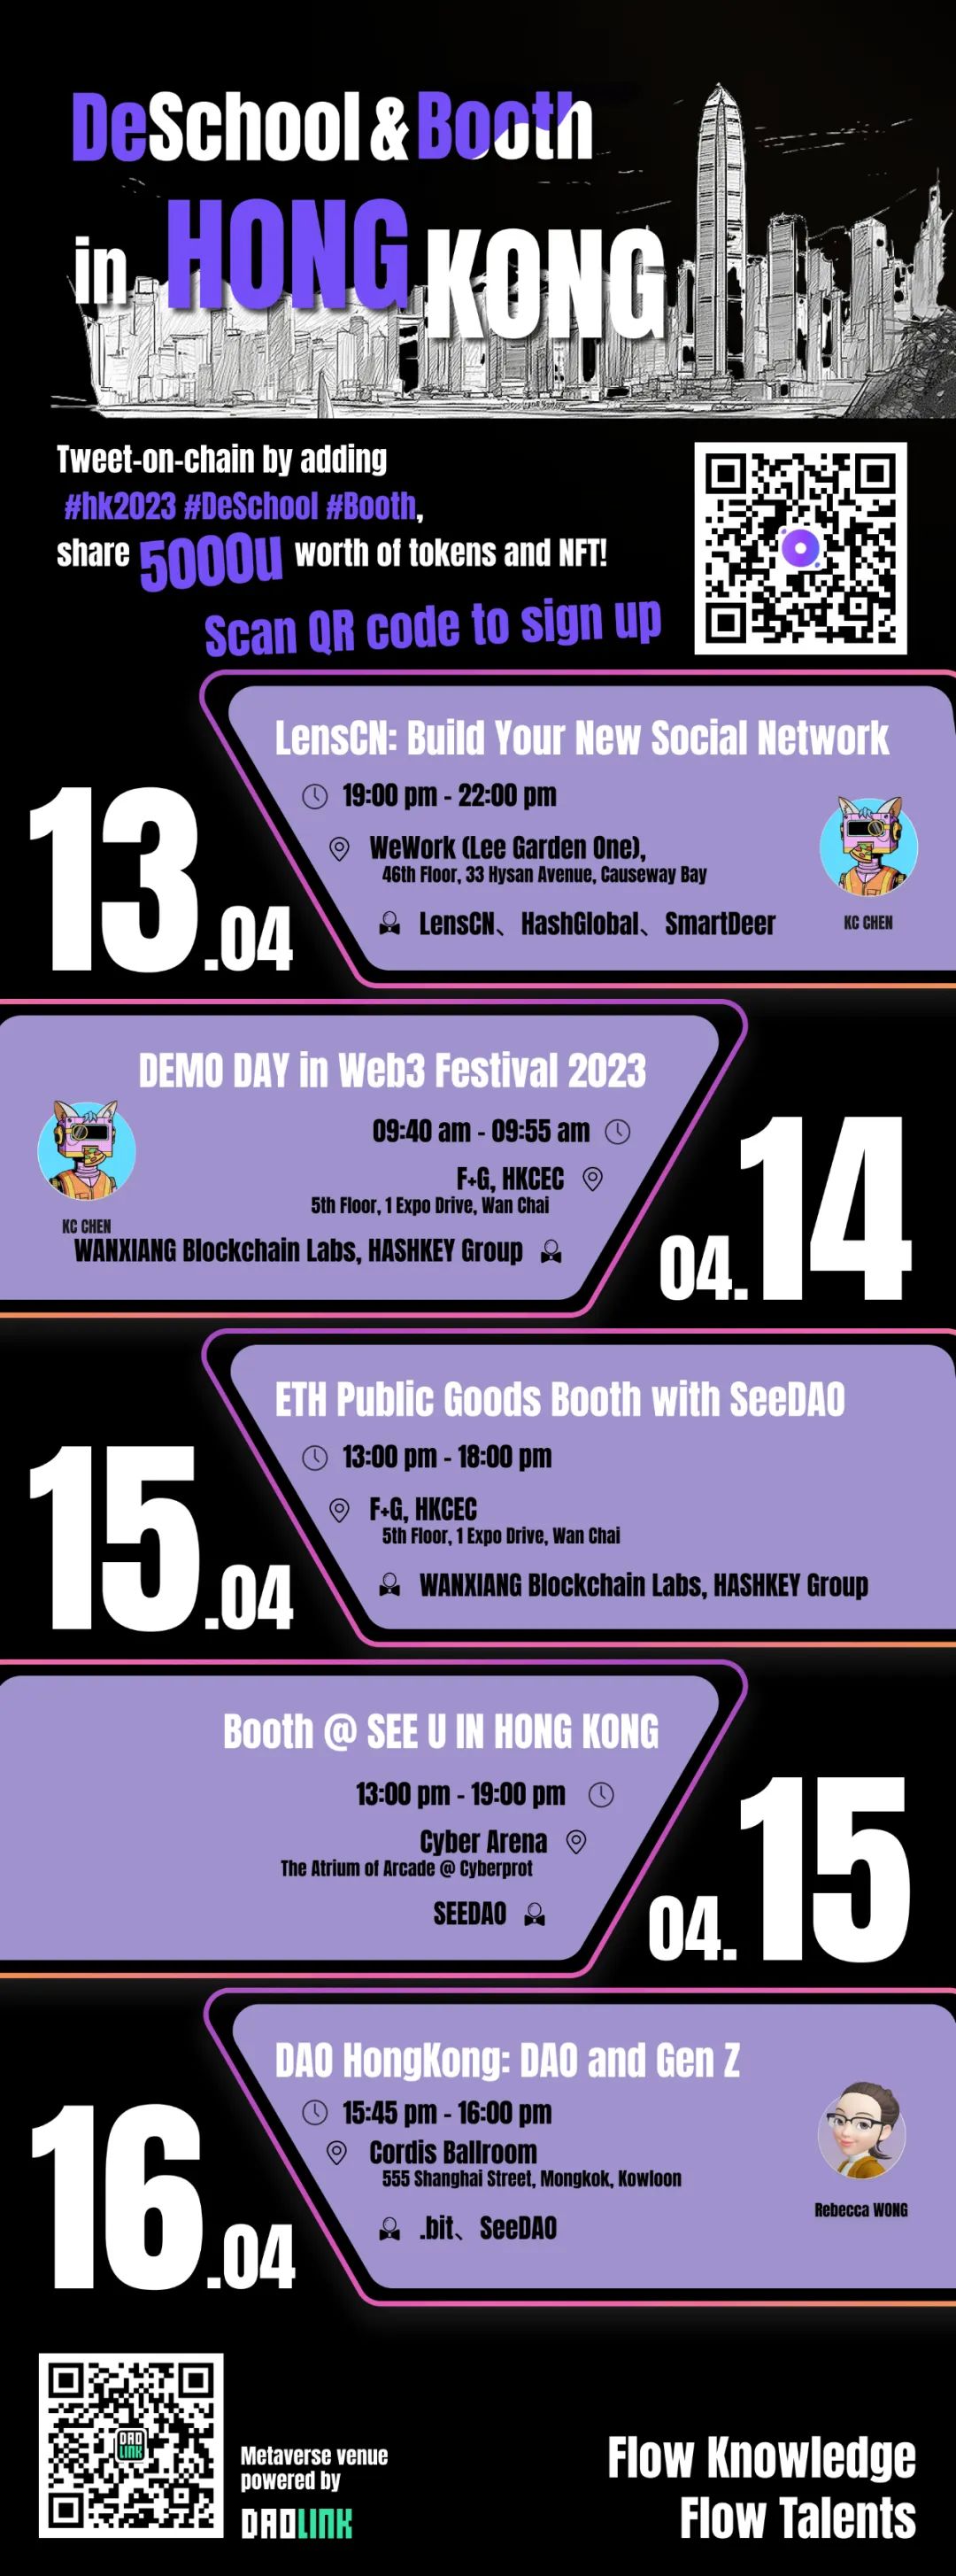 DeSchool & Booth
in HONG KONG
Tweet-on-chain by adding
#hk2023 #DeSchool #Booth,
share 5000u worth of tokens and NFT!
Scan QR code to sign up
LensCN: Build Your New Social Network
19:00 pm - 22:00 pm
WeWork (Lee Garden One),
46th Floor, 33 Hysan Avenue, Causeway Bay
LensCN、HashGlobal、SmartDeer
KC CHEN
13.04
DEMO DAY in Web3 Festival 2023
09:40 am - 09:55 am
F+G, HKCEC
5th Floor, 1 Expo Drive, Wan Chai
KC CHEN
WANXIANG Blockchain Labs, HASHKEY Group
04.14
ETH Public Goods Booth with SeeDAO
13:00 pm - 18:00 pm
F+G, HKCEC
5th Floor, 1 Expo Drive, Wan Chai
WANXIANG Blockchain Labs, HASHKEY Group
15.04
Booth @ SEE U IN HONG KONG
13:00 pm - 19:00 pm
Cyber Arena
The Atrium of Arcade @ Cyberprot
SEEDAO
04.15
DAO HongKong: DAO and Gen Z
15:45 pm - 16:00 pm
Cordis Ballroom
555 Shanghai Street, Mongkok, Kowloon
.bit、SeeDAO
Rebecca WONG
16.04
DAO
LINK
Metaverse venue
powered by
DAOLINK
Flow Knowledge
Flow Talents